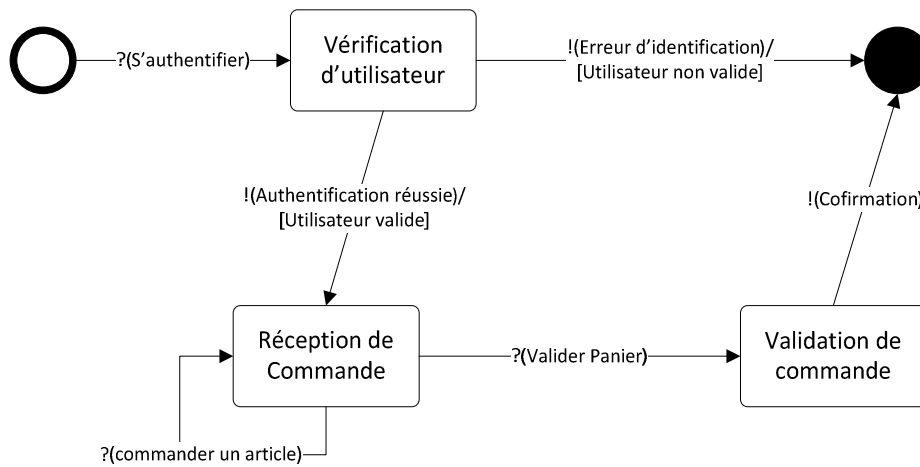 ?(S'authentifier)
Vérification
d'utilisateur
!(Erreur d'identification)/
[Utilisateur non valide]
!(Authentification réussie)/
[Utilisateur valide]
!(Cofirmation)
Réception de
Commande
?(Valider Panier)
Validation de
commande
?(commander un article)